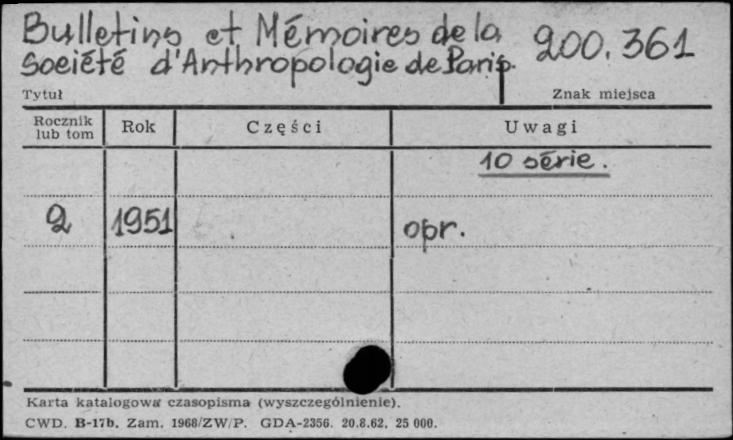 Bulletins et Mémoires de la
Société d'Anthropologie de Paris. 200.361
Tytuł Znak miejsca
Rocznik lub tom Rok Części Uwagi
10 série.
2 1951 opr.
Karta katalogowa czasopisma (wyszczególnienie).
CWD. B-17b. Zam. 1968/ZW/P. GDA-2356. 20.8.62. 25 000.